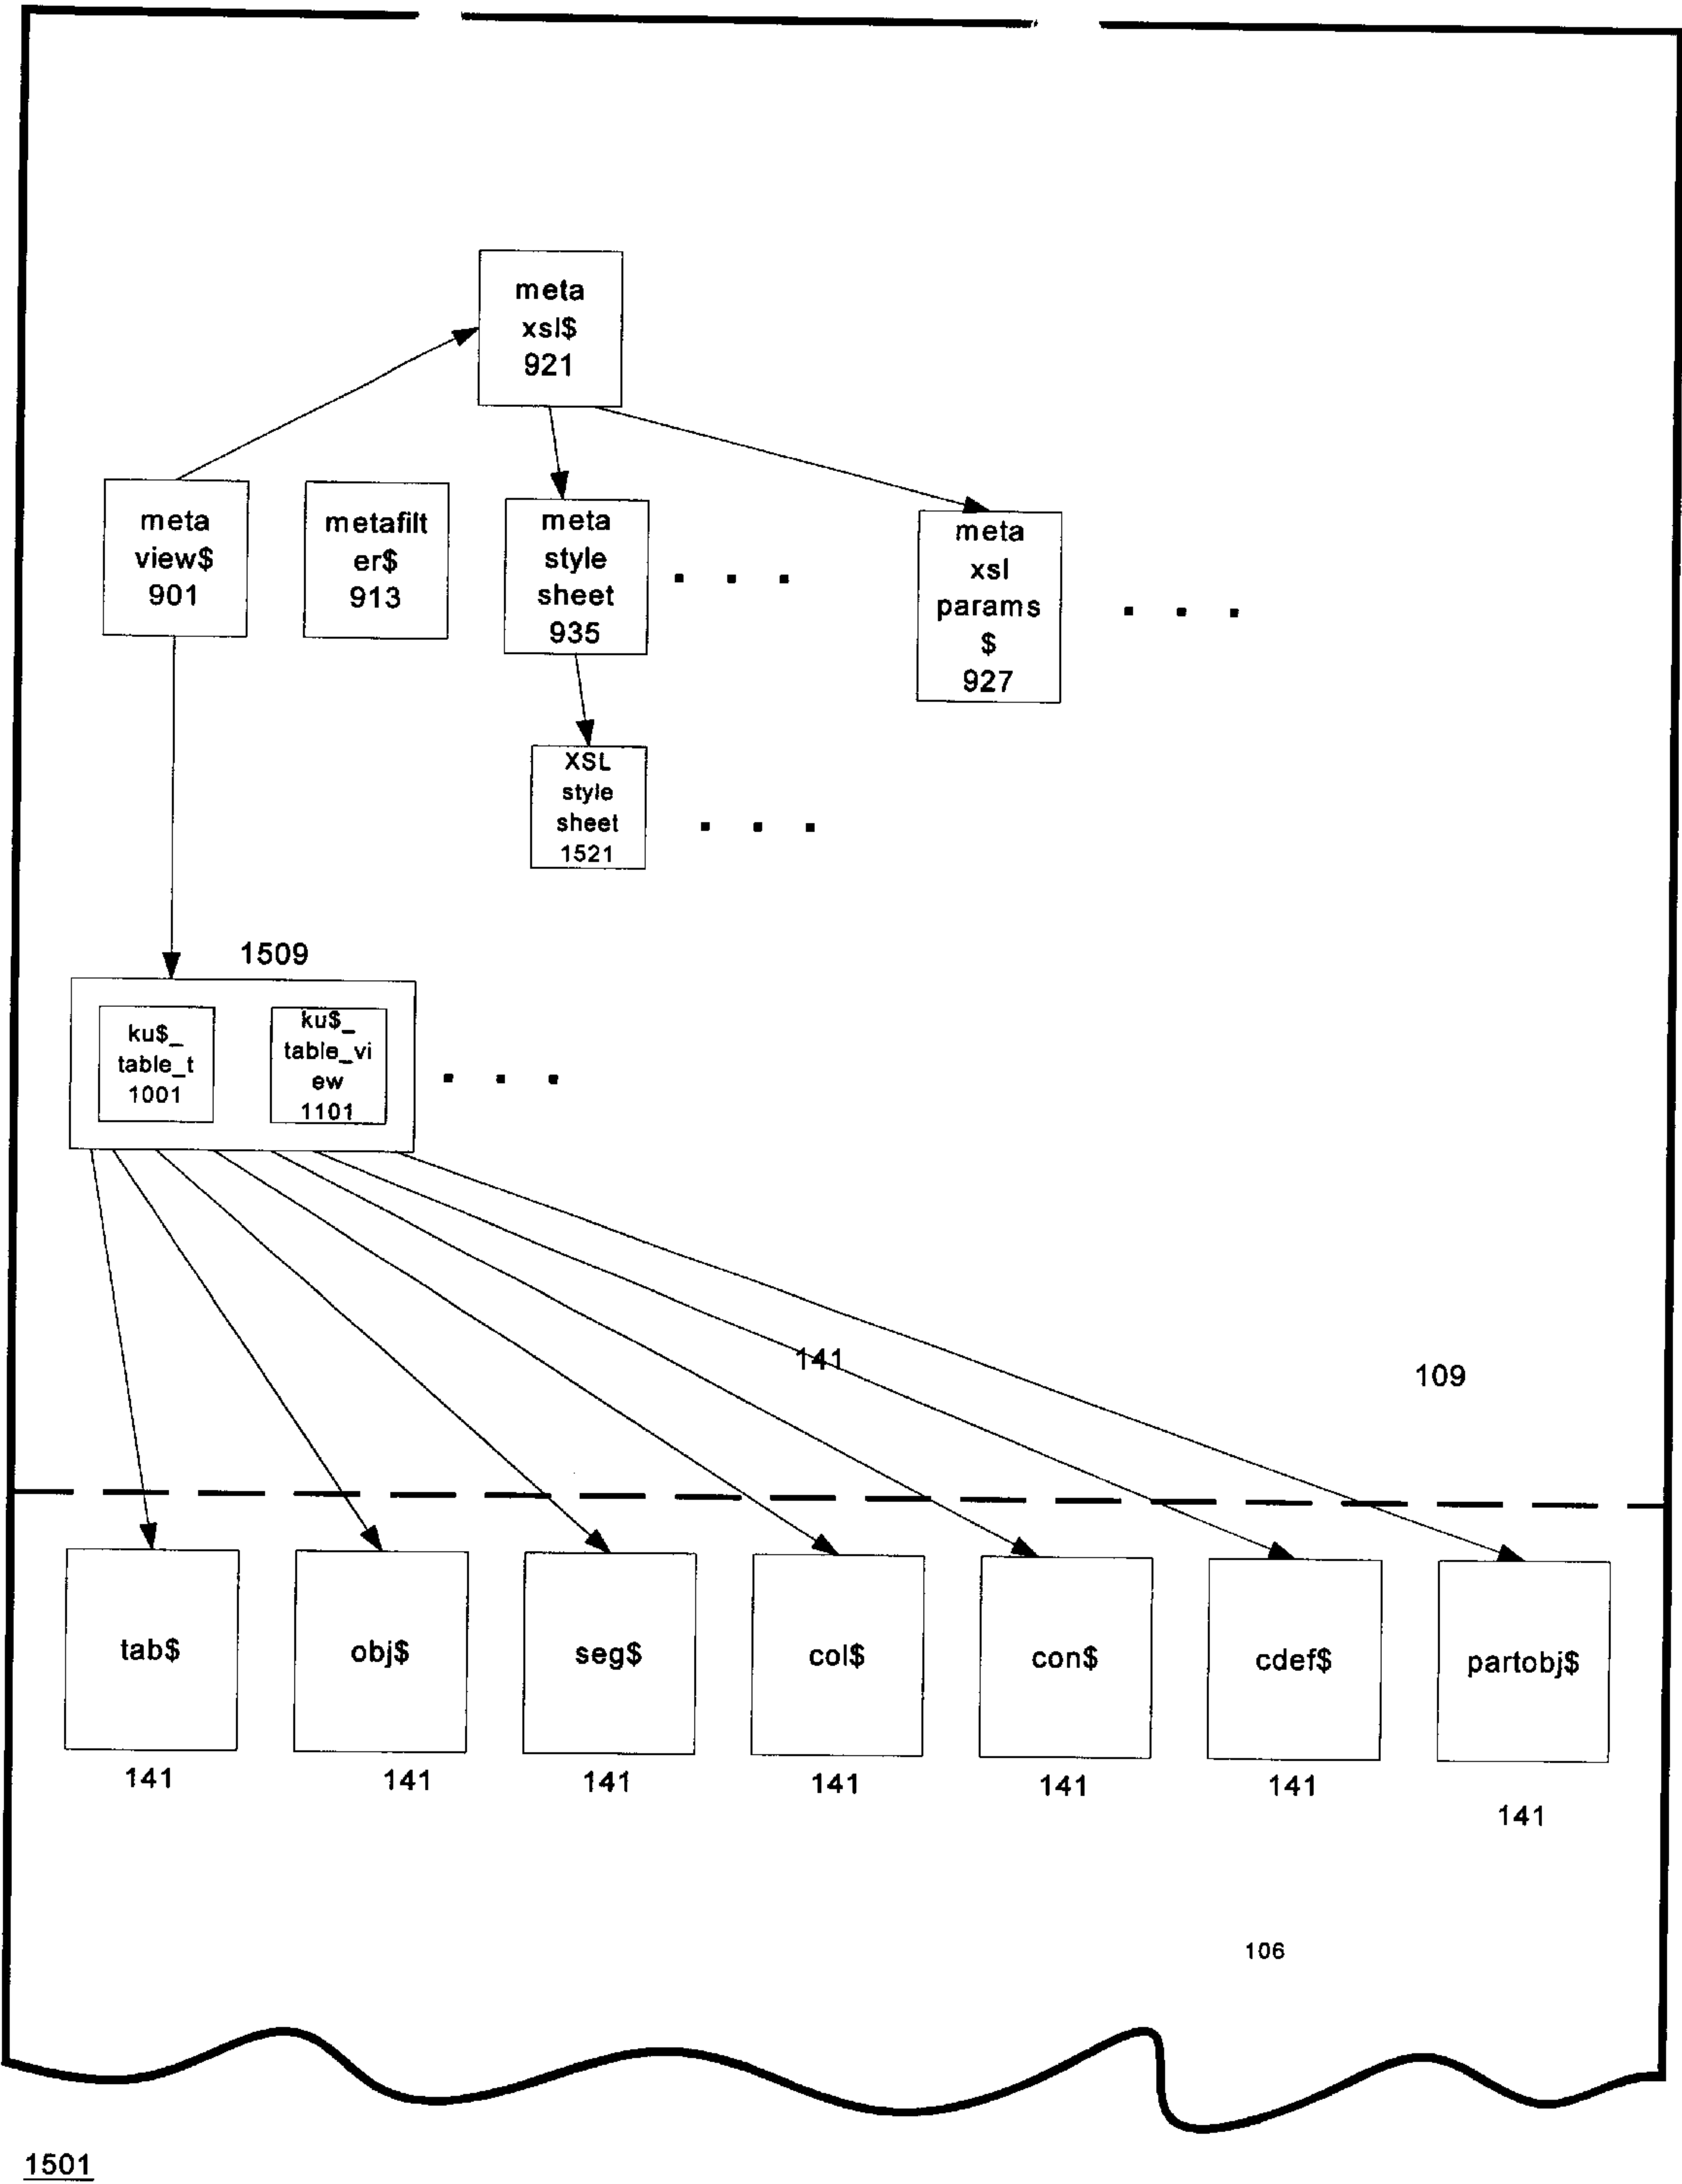 meta
xsl$
921
meta
view$
901
metafilt
er$
913
meta
style
sheet
935
meta
xsl
params
$
927
XSL
style
sheet
1521
1509
ku$_
table_t
1001
ku$_
table_vi
ew
1101
141
109
tab$
obj$
seg$
col$
con$
cdef$
partobj$
141
141
141
141
141
141
141
106
1501